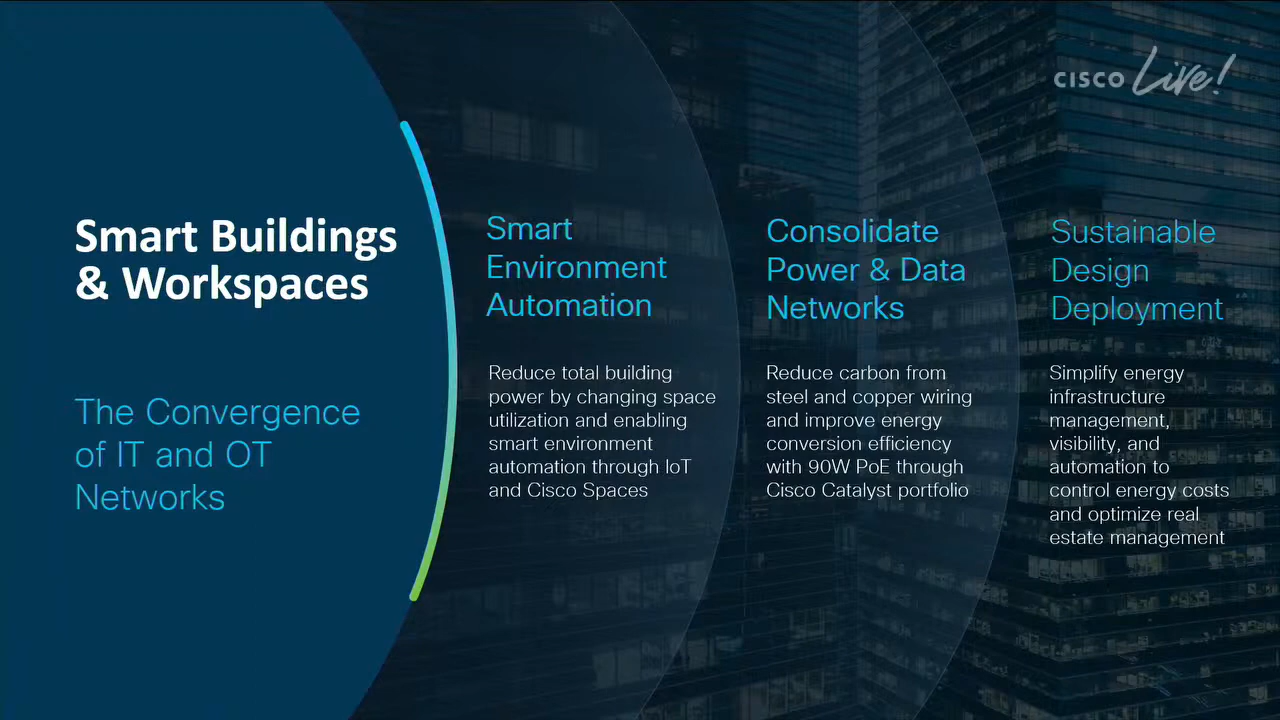 CISCO Live!
Smart Buildings
& Workspaces
The Convergence
of IT and OT
Networks
Smart
Environment
Automation
Reduce total building
power by changing space
utilization and enabling
smart environment
automation through IoT
and Cisco Spaces
Consolidate
Power & Data
Networks
Reduce carbon from
steel and copper wiring
and improve energy
conversion efficiency
with 90W PoE through
Cisco Catalyst portfolio
Sustainable
Design
Deployment
Simplify energy
infrastructure
management,
visibility, and
automation to
control energy costs
and optimize real
estate management